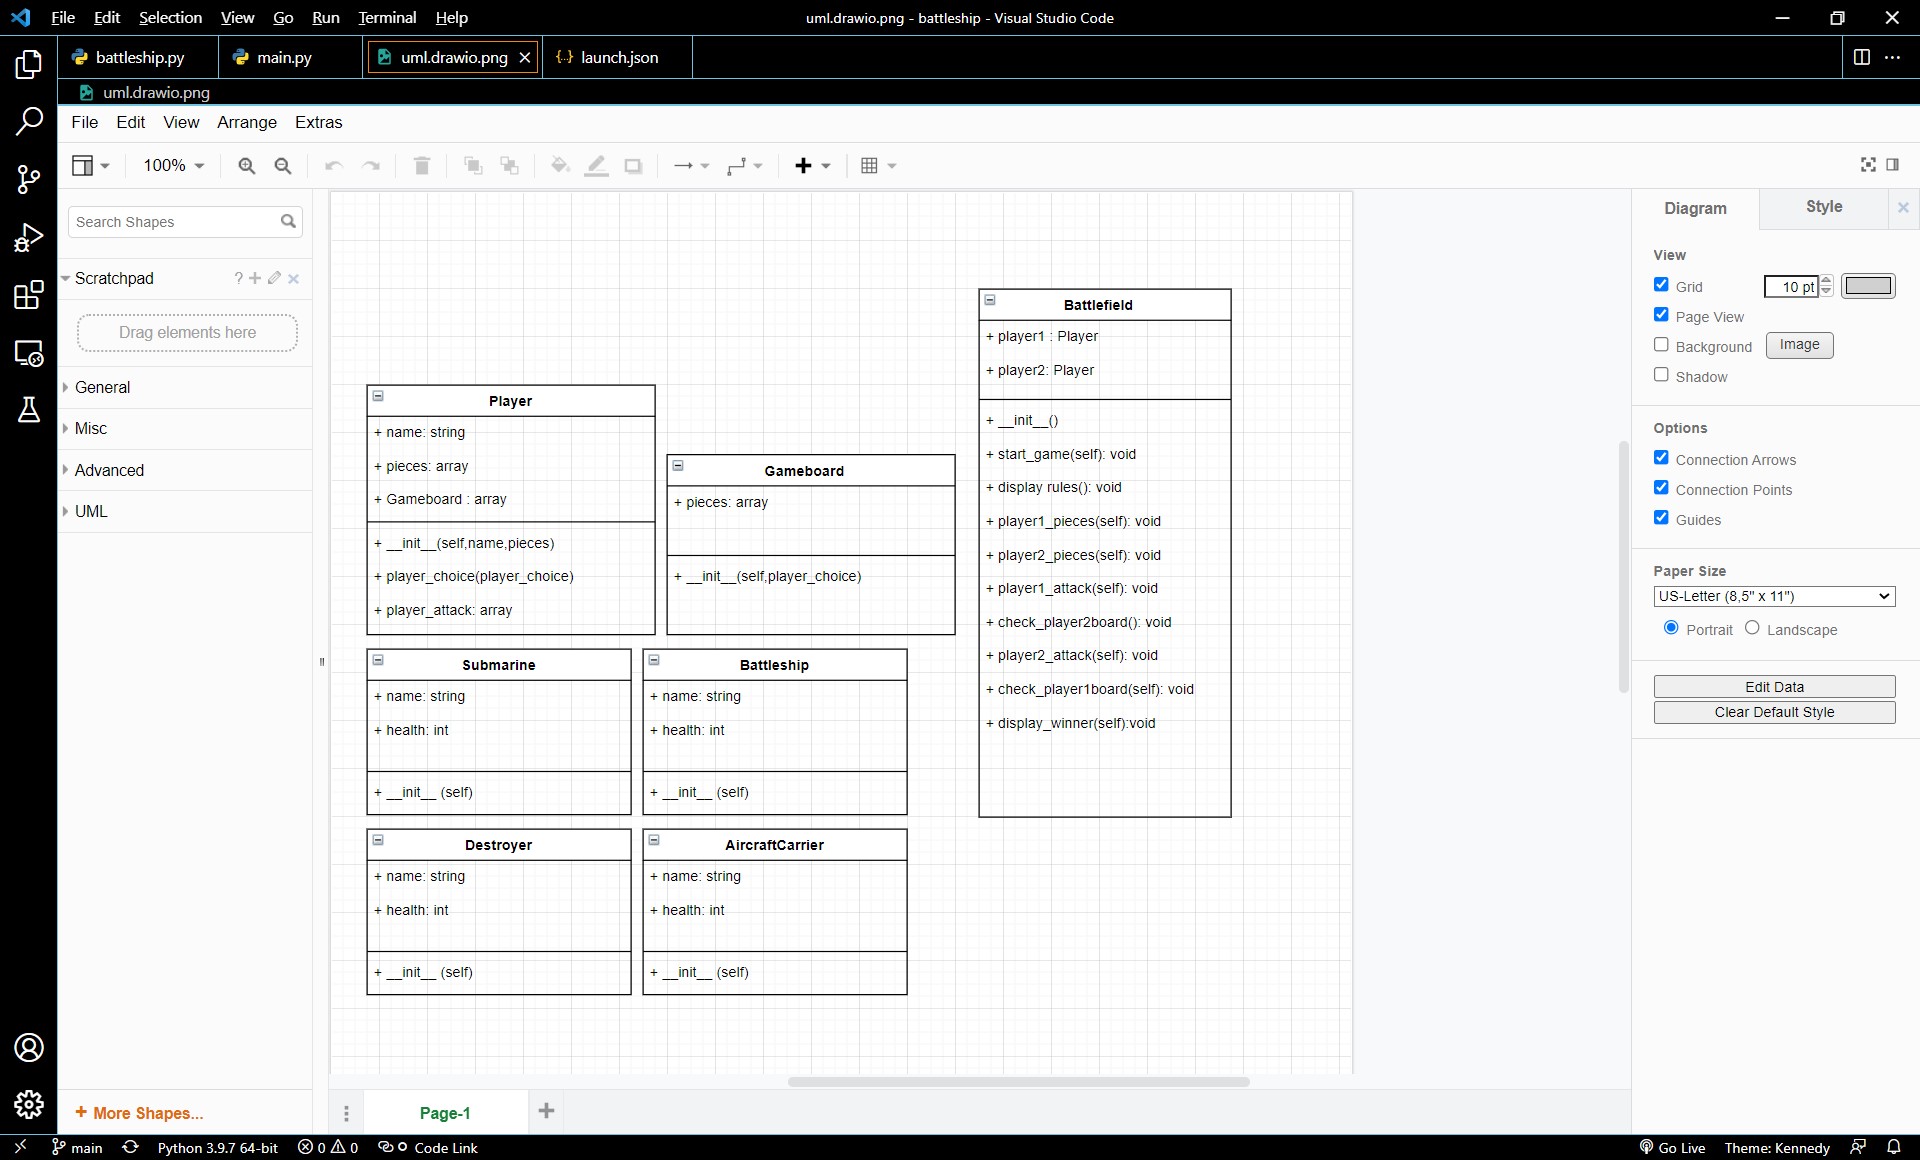 File Edit Selection View Go Run Terminal Help
uml.drawio.png - battleship - Visual Studio Code
battleship.py
main.py
uml.drawio.png
launch.json
uml.drawio.png
File Edit View Arrange Extras
100%
Search Shapes
Scratchpad
?
Drag elements here
General
Misc
Advanced
UML
+ More Shapes...
Player
+ name: string
+ pieces: array
+ Gameboard : array
+ __init__(self,name,pieces)
+ player_choice(player_choice)
+ player_attack: array
Gameboard
+ pieces: array
+ __init__(self,player_choice)
Submarine
+ name: string
+ health: int
+ __init__ (self)
Battleship
+ name: string
+ health: int
+ __init__ (self)
Destroyer
+ name: string
+ health: int
+ __init__ (self)
AircraftCarrier
+ name: string
+ health: int
+ __init__ (self)
Battlefield
+ player1 : Player
+ player2: Player
+ __init__()
+ start_game(self): void
+ display rules(): void
+ player1_pieces(self): void
+ player2_pieces(self): void
+ player1_attack(self): void
+ check_player2board(): void
+ player2_attack(self): void
+ check_player1board(self): void
+ display_winner(self):void
Page-1
Diagram
Style
View
Grid
10 pt
Page View
Background
Image
Shadow
Options
Connection Arrows
Connection Points
Guides
Paper Size
US-Letter (8,5" x 11")
Portrait
Landscape
Edit Data
Clear Default Style
main
Python 3.9.7 64-bit
0
0
Code Link
Go Live
Theme: Kennedy